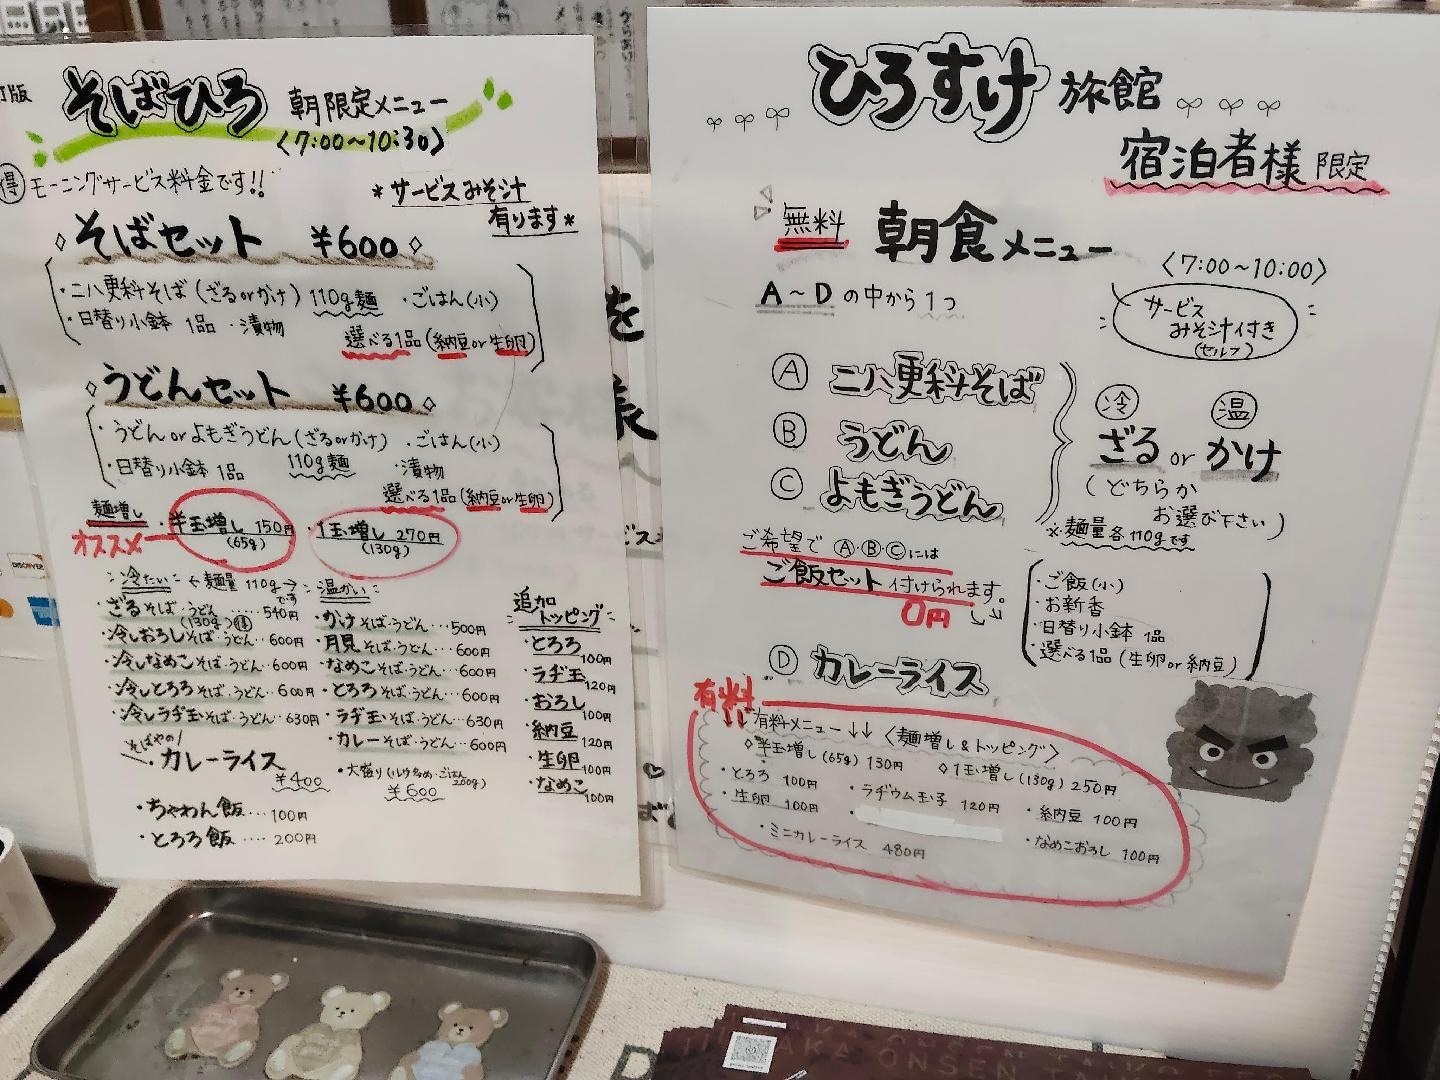 訂版
そばひろ 朝限定メニュー
〈7:00〜10:30〉
得 モーニングサービス料金です!!
*サービスみそ汁
有ります*
◇そばセット ¥600◇
・二八更科そば(ざるorかけ) 110g麺 ・ごはん(小)
・日替り小鉢 1品 ・漬物
選べる1品(納豆or生卵)
◇うどんセット ¥600◇
・うどんorよもぎうどん(ざるorかけ) ・ごはん(小)
・日替り小鉢 1品 110g麺 ・漬物
選べる1品(納豆or生卵)
麺増し ・半玉増し 150円 ・1玉増し 270円
オススメ (65g) (130g)
冷たい ←麺量 110g→ です 温かい
ざるそば・うどん ・・・・・ 540円
(130gつ得)
・冷しおろしそば・うどん・・600円
・冷しなめこそば・うどん・・600円
・冷しとろろそば・うどん・・600円
・冷しラヂ玉そば・うどん・・630円
・かけそば・うどん・・・500円
・月見そば・うどん・・・600円
・なめこそば・うどん・・600円
・とろろそば・うどん・・600円
・ラヂ玉そば・うどん・・630円
・カレーそば・うどん・・600円
そばやの
・カレーライス
¥400
・大盛り(ルウ多め・ごはん200g)
¥600
・ちゃわん飯・・・100円
・とろろ飯・・・・200円
追加
トッピング
・とろろ
100円
・ラヂ玉
120円
・おろし
100円
・納豆
120円
・生卵
100円
・なめこ
100円
ひろすけ 旅館
宿泊者様 限定
無料 朝食メニュー
〈7:00〜10:00〉
A〜D の中から1つ
サービス
みそ汁付き
(セルフ)
Ⓐ 二八更科そば
Ⓑ うどん
Ⓒ よもぎうどん
冷 温
ざる or かけ
(どちらか
お選び下さい)
※麺量各110gです
ご希望で Ⓐ・Ⓑ・Ⓒには
ご飯セット 付けられます。
0円
・ご飯(小)
・お新香
・日替り小鉢 1品
・選べる1品(生卵or納豆)
Ⓓ カレーライス
有料
↓↓有料メニュー↓↓〈麺増し&トッピング〉
◇半玉増し(65g) 130円 ◇1玉増し(130g) 250円
・とろろ 100円 ・ラヂウム玉子 120円 ・納豆 100円
・生卵 100円 ・ ・なめこおろし 100円
・ミニカレーライス 480円
を
DISCOVER
ONSEN